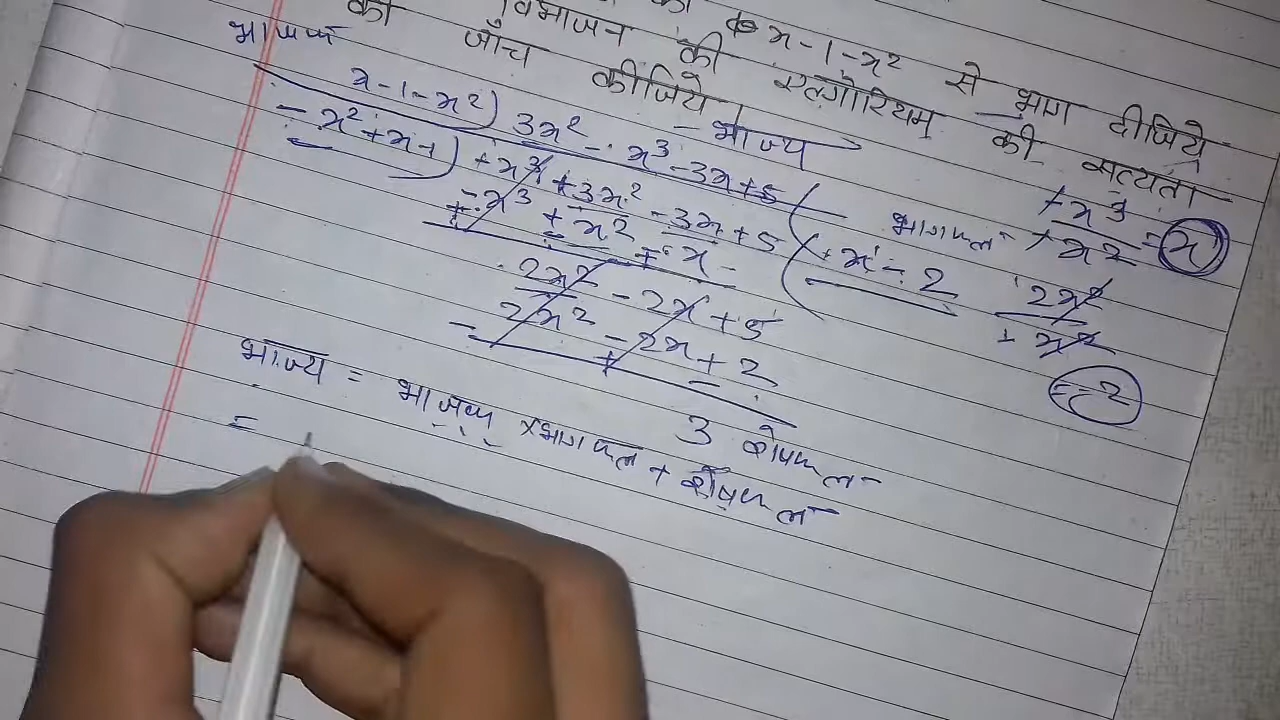 x-1-x² से भाग दीजिये
की विभाजन की एल्गोरिथम की सत्यता
जाँच कीजिये।
भाजक
- भाज्य
x-1-x²) 3x² - x³ - 3x + 5
-x²+x-1) +x³ + 3x² - 3x + 5 (+x - 2
भागफल
-x³ + x² - x
2x² - 2x + 5
2x² - 2x + 2
3 शेषफल
+x³ / +x² = x
2x² / +x²
= -2
भाज्य = भाजक × भागफल + शेषफल
=